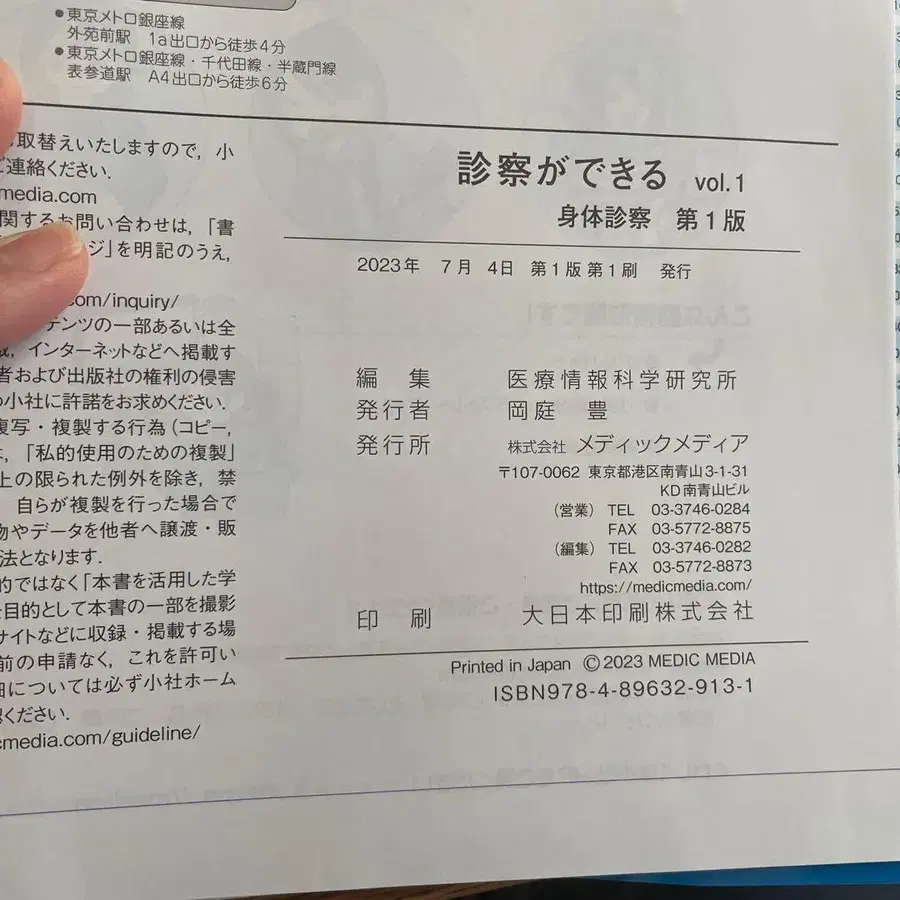 ●東京メトロ銀座線
外苑前駅 1a出口から徒歩4分
●東京メトロ銀座線・千代田線・半蔵門線
表参道駅 A4出口から徒歩6分
取替えいたしますので，小
ご連絡ください．
media.com
関するお問い合わせは，「書
ジ」を明記のうえ，
com/inquiry/
テンツの一部あるいは全
インターネットなどへ掲載す
者および出版社の権利の侵害
小社に許諾をお求めください．
複写・複製する行為（コピー，
，「私的使用のための複製」
上の限られた例外を除き，禁
自らが複製を行った場合で
物やデータを他者へ譲渡・販
法となります．
的ではなく「本書を活用した学
を目的として本書の一部を撮影
サイトなどに収録・掲載する場
前の申請なく，これを許可い
細については必ず小社ホーム
ください．
cmedia.com/guideline/
診察ができる vol.1
身体診察 第1版
2023年 7月 4日 第1版第1刷 発行
編 集 医療情報科学研究所
発行者 岡庭 豊
発行所 株式会社 メディックメディア
〒107-0062 東京都港区南青山3-1-31
KD南青山ビル
（営業） TEL 03-3746-0284
FAX 03-5772-8875
（編集） TEL 03-3746-0282
FAX 03-5772-8873
https://medicmedia.com/
印 刷 大日本印刷株式会社
Printed in Japan ©2023 MEDIC MEDIA
ISBN978-4-89632-913-1